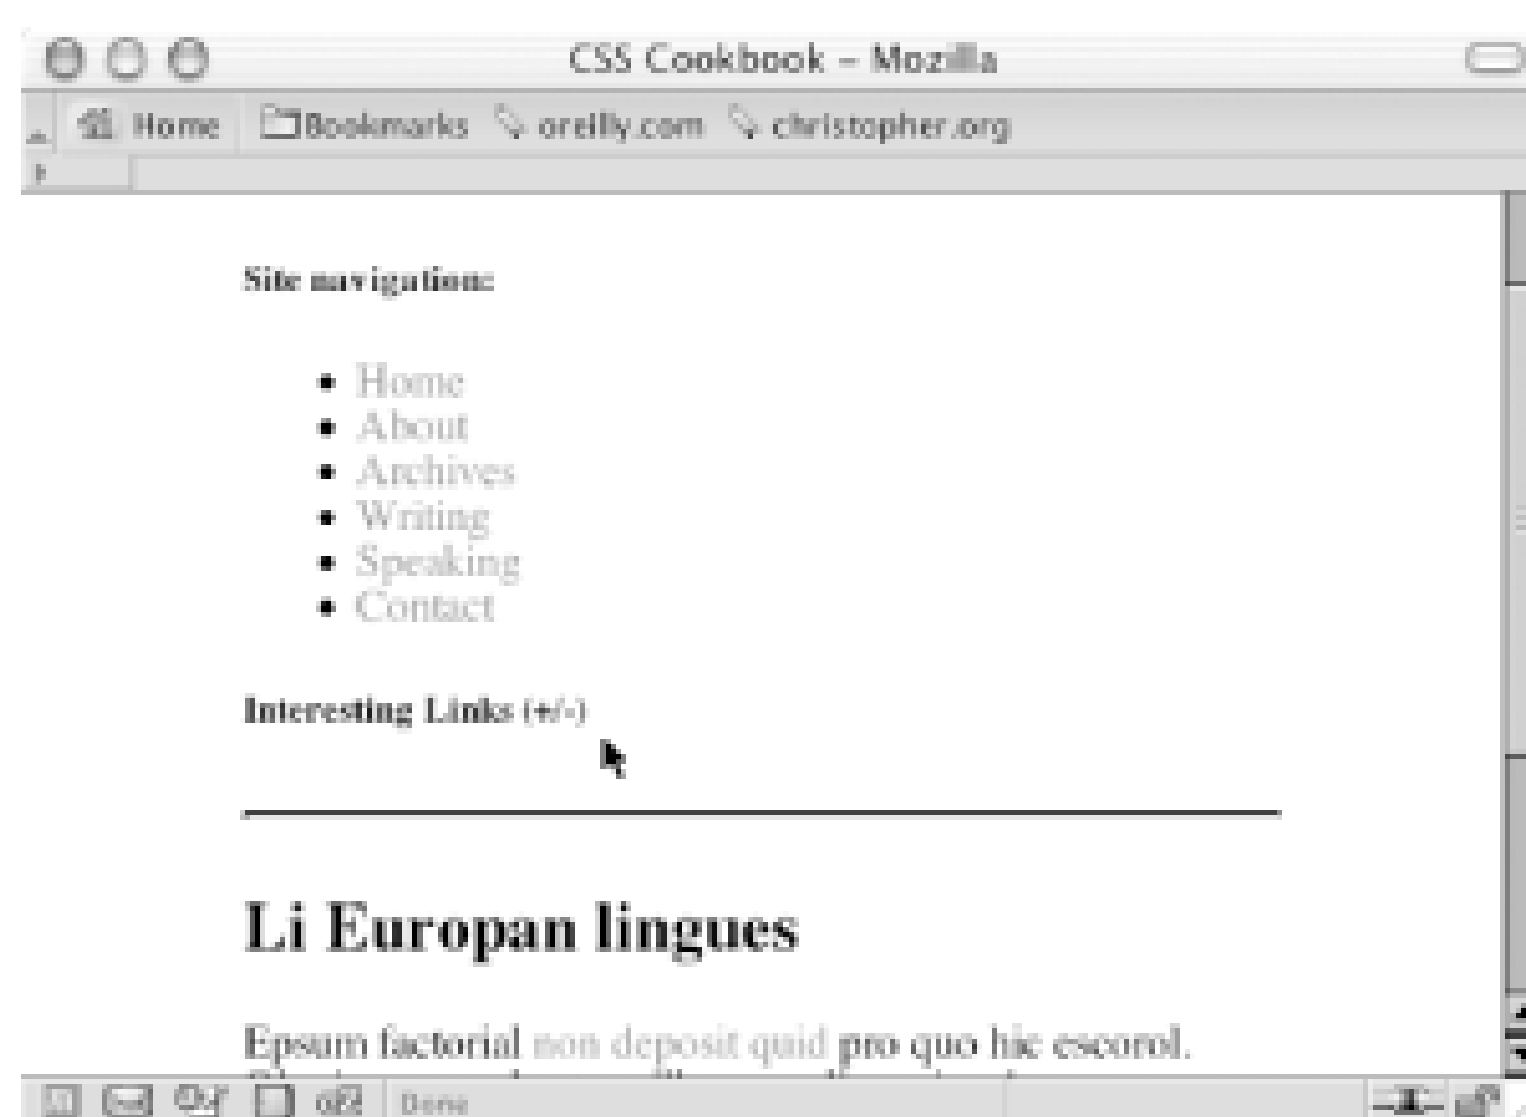 CSS Cookbook – Mozilla
Home Bookmarks oreilly.com christopher.org
Site navigation:
• Home
• About
• Archives
• Writing
• Speaking
• Contact
Interesting Links (+/-)
Li Europan lingues
Epsum factorial non deposit quid pro quo hic escorol.
Done